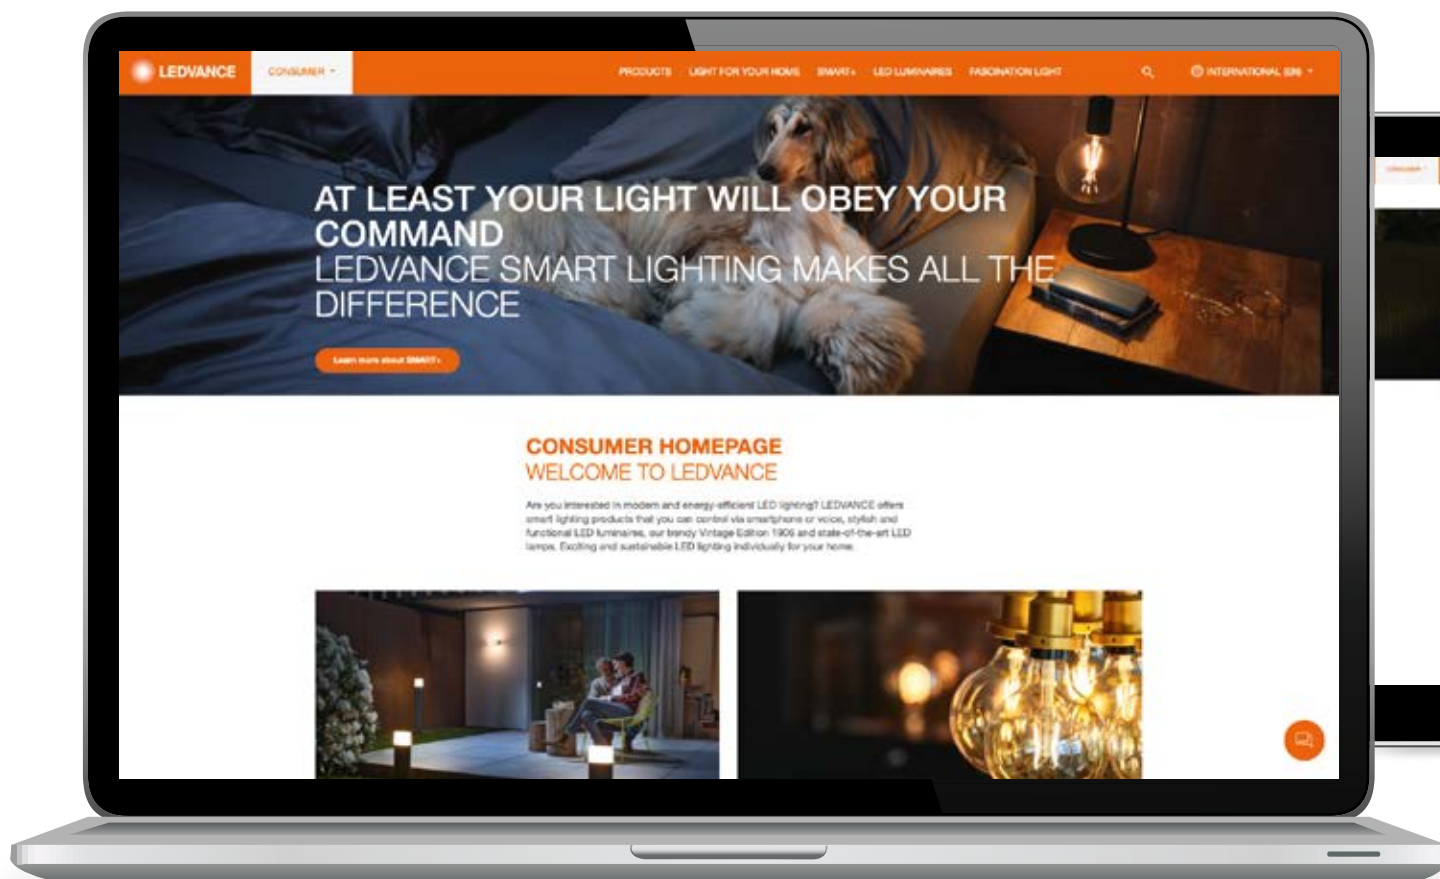 LEDVANCE
CONSUMER
PRODUCTS
LIGHT FOR YOUR HOME
SMART+
LED LUMINAIRES
FASCINATION LIGHT
INTERNATIONAL (EN)
AT LEAST YOUR LIGHT WILL OBEY YOUR
COMMAND
LEDVANCE SMART LIGHTING MAKES ALL THE
DIFFERENCE
Learn more about SMART+
CONSUMER HOMEPAGE
WELCOME TO LEDVANCE
Are you interested in modern and energy-efficient LED lighting? LEDVANCE offers
smart lighting products that you can control via smartphone or voice, stylish and
functional LED luminaires, our trendy Vintage Edition 1906 and state-of-the-art LED
lamps. Exciting and sustainable LED lighting individually for your home.
CONSUMER